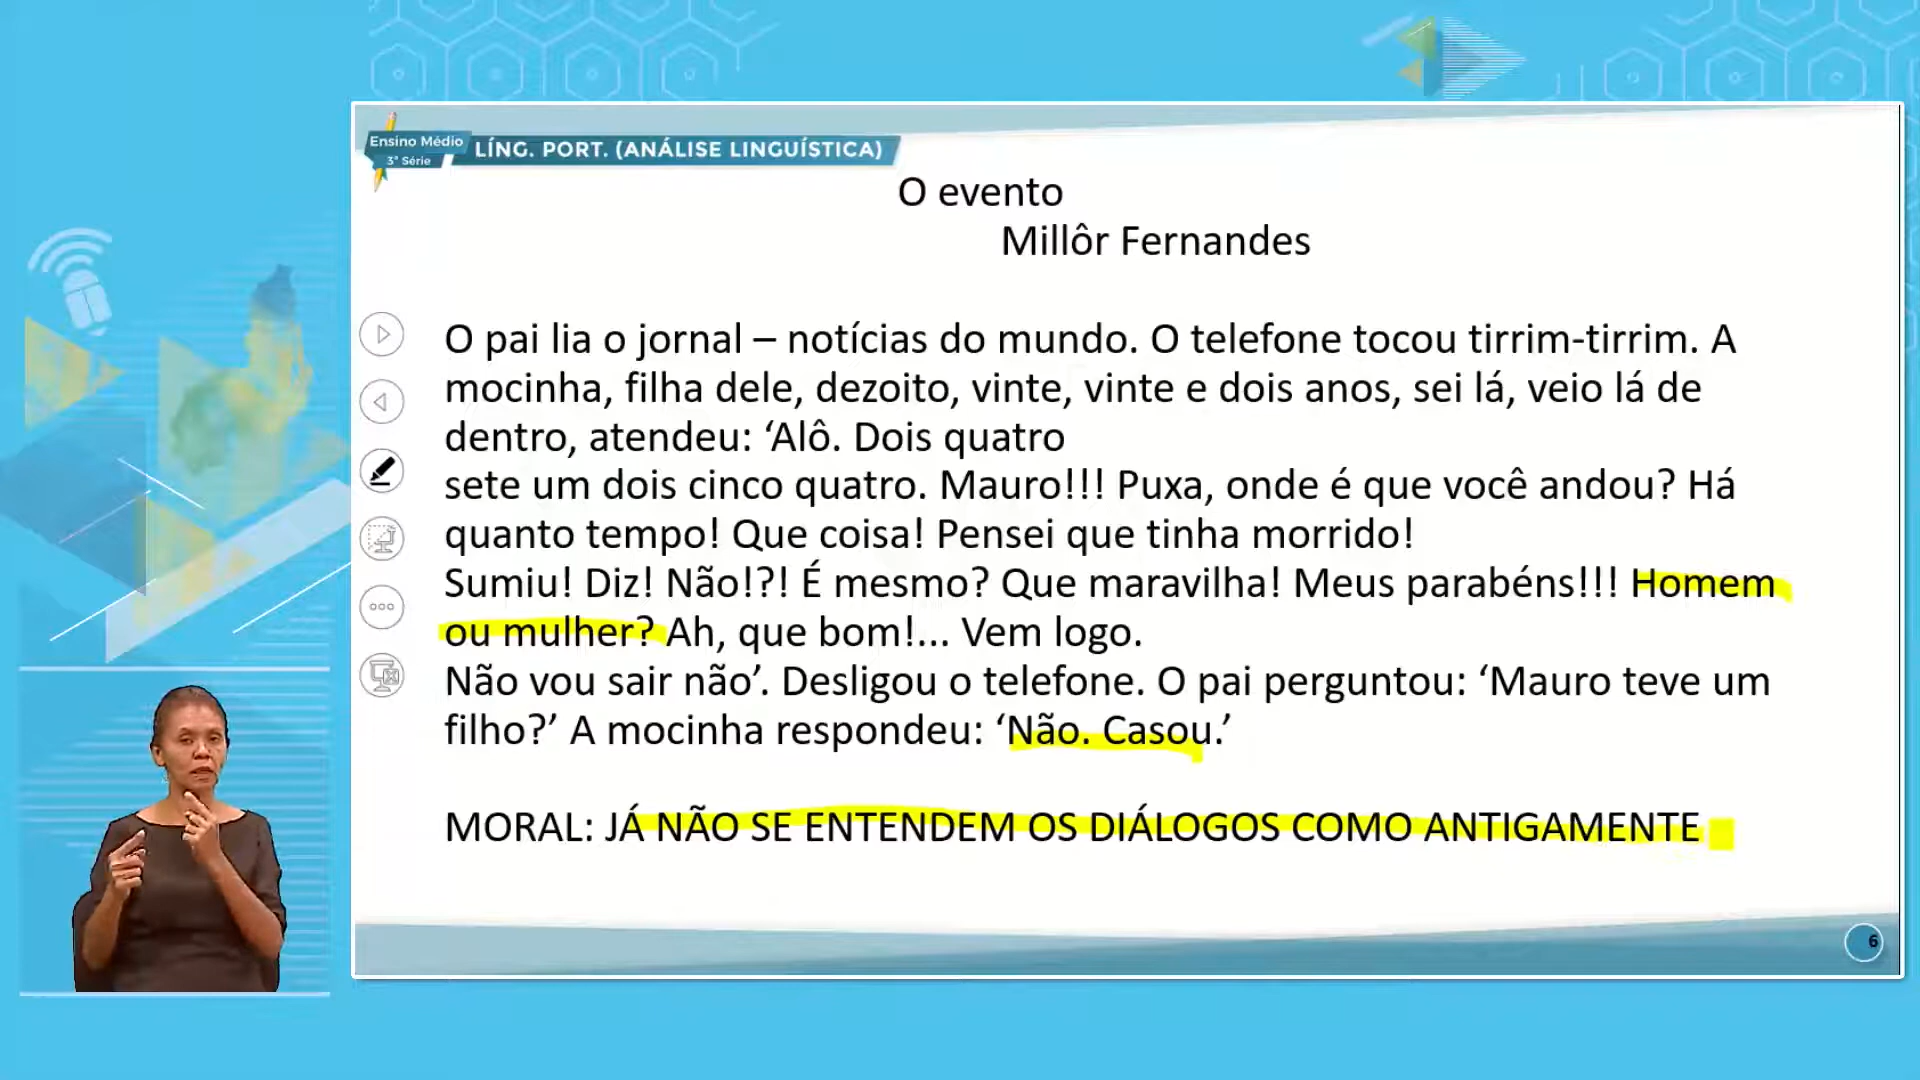 Ensino Médio
3ª Série
LÍNG. PORT. (ANÁLISE LINGUÍSTICA)
O evento
Millôr Fernandes
O pai lia o jornal – notícias do mundo. O telefone tocou tirrim-tirrim. A
mocinha, filha dele, dezoito, vinte, vinte e dois anos, sei lá, veio lá de
dentro, atendeu: ‘Alô. Dois quatro
sete um dois cinco quatro. Mauro!!! Puxa, onde é que você andou? Há
quanto tempo! Que coisa! Pensei que tinha morrido!
Sumiu! Diz! Não!?! É mesmo? Que maravilha! Meus parabéns!!! Homem
ou mulher? Ah, que bom!... Vem logo.
Não vou sair não’. Desligou o telefone. O pai perguntou: ‘Mauro teve um
filho?’ A mocinha respondeu: ‘Não. Casou.’
MORAL: JÁ NÃO SE ENTENDEM OS DIÁLOGOS COMO ANTIGAMENTE
6